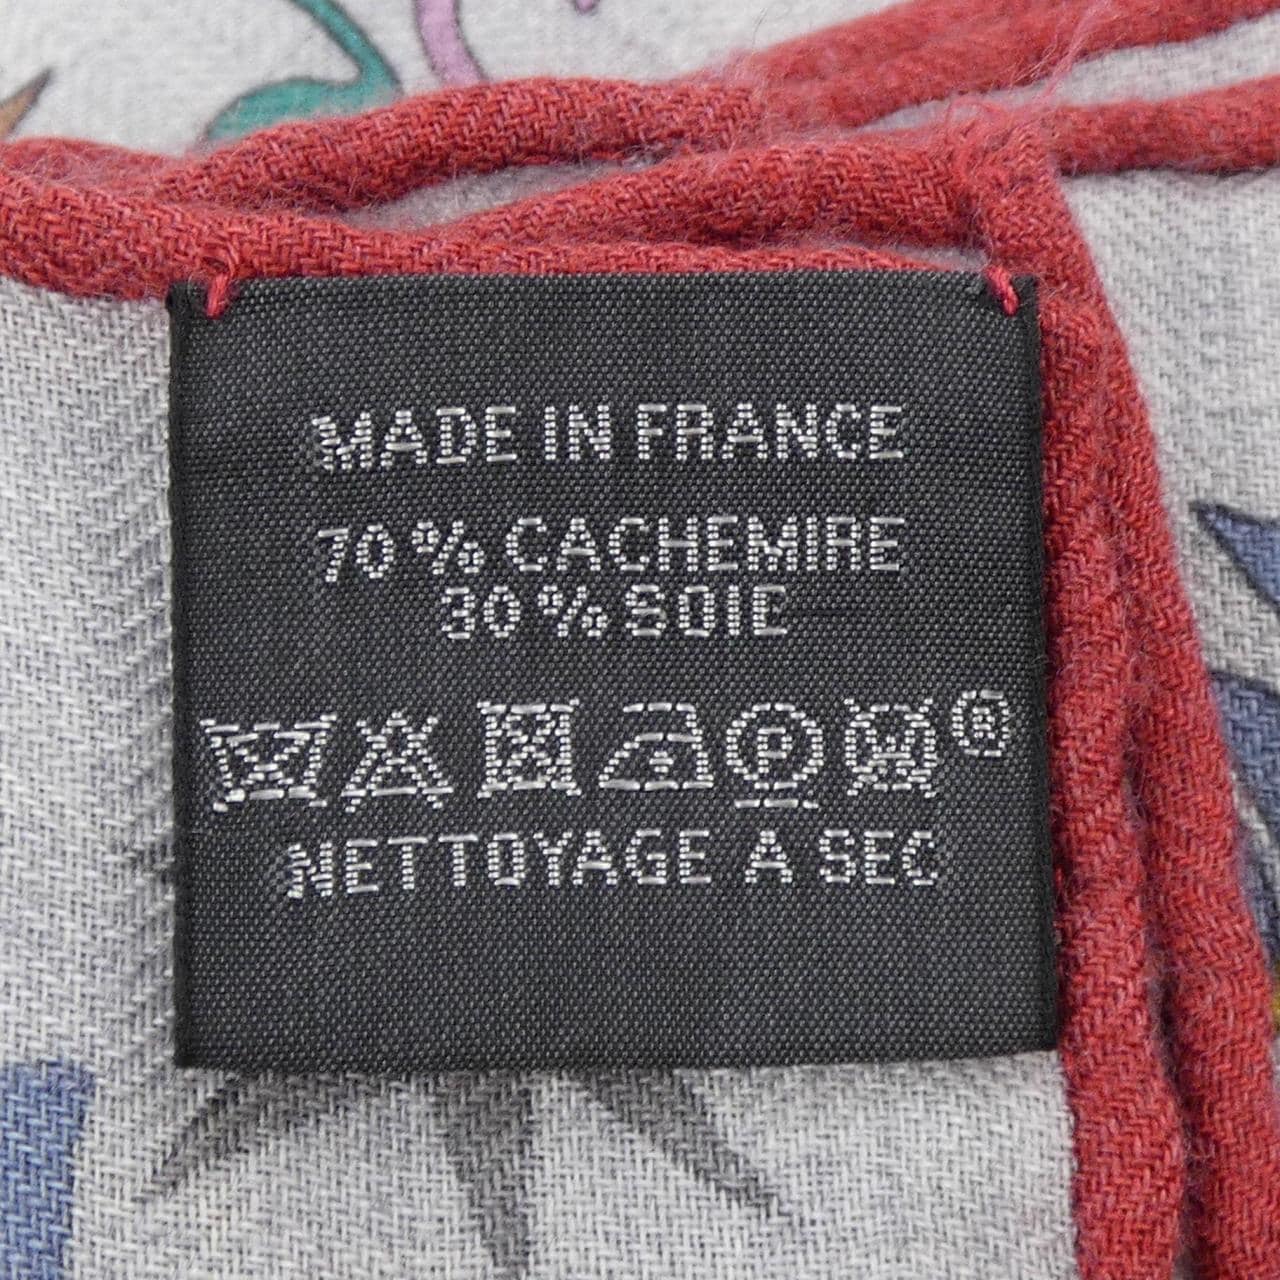 MADE IN FRANCE
70 % CACHEMIRE
30 % SOIE
P W ®
NETTOYAGE A SEC